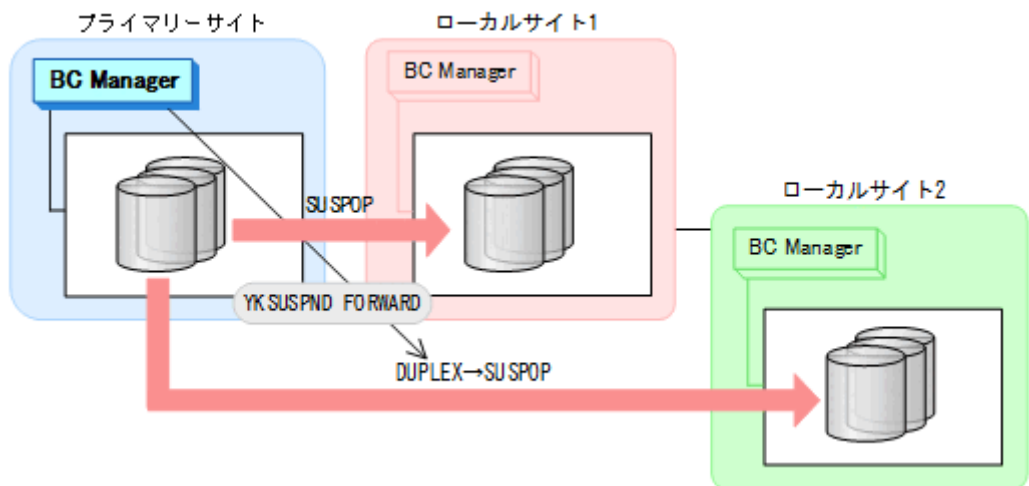 プライマリーサイト
ローカルサイト1
BC Manager
BC Manager
SUSPOP
ローカルサイト2
BC Manager
YKSUSPND FORWARD
DUPLEX→SUSPOP